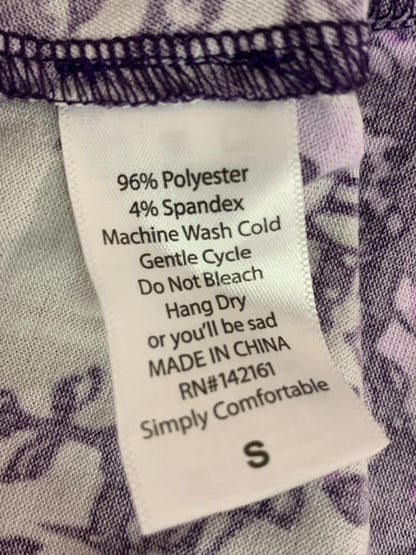 96% Polyester
4% Spandex
Machine Wash Cold
Gentle Cycle
Do Not Bleach
Hang Dry
or you'll be sad
MADE IN CHINA
RN#142161
Simply Comfortable
S